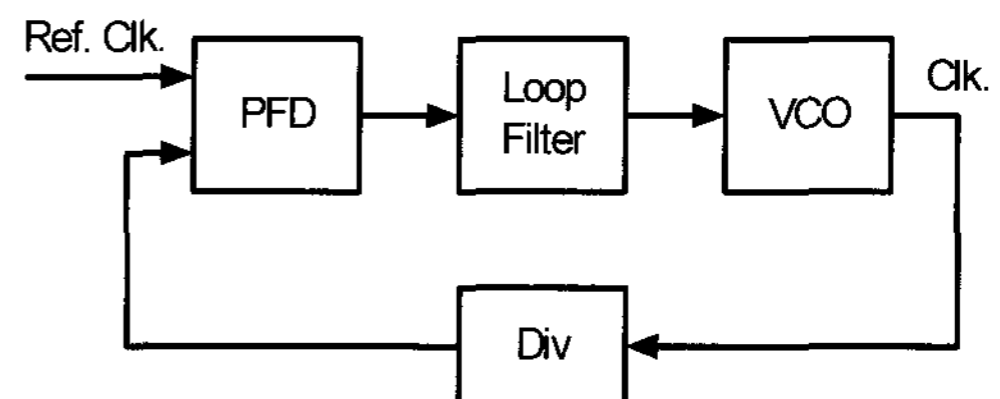 Ref. Clk.
PFD
Loop
Filter
VCO
Clk.
Div